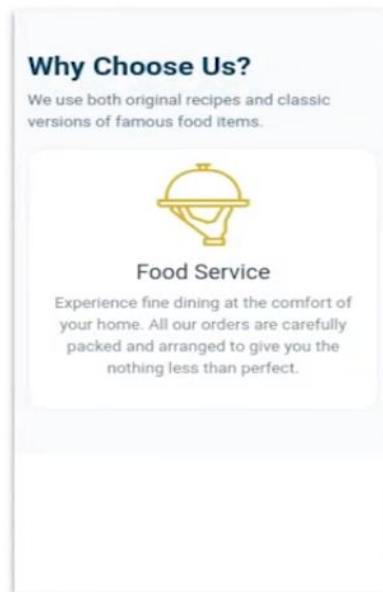 Why Choose Us?
We use both original recipes and classic
versions of famous food items.
Food Service
Experience fine dining at the comfort of
your home. All our orders are carefully
packed and arranged to give you the
nothing less than perfect.